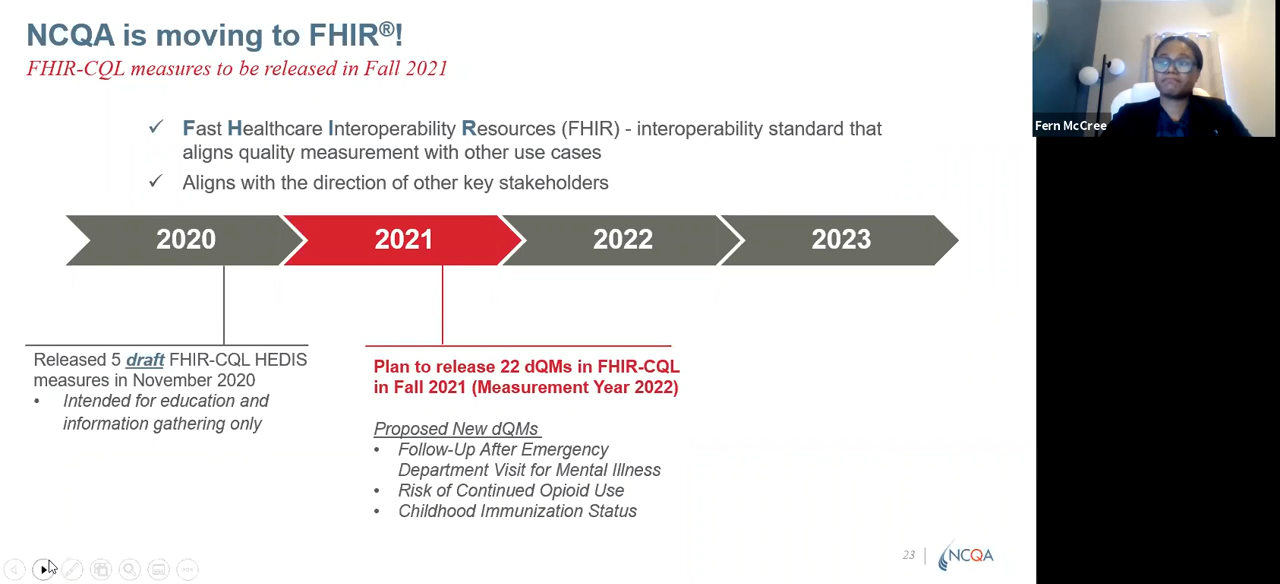 NCQA is moving to FHIR®!
FHIR-CQL measures to be released in Fall 2021
✓ Fast Healthcare Interoperability Resources (FHIR) - interoperability standard that
aligns quality measurement with other use cases
✓ Aligns with the direction of other key stakeholders
2020
2021
2022
2023
Released 5 draft FHIR-CQL HEDIS
measures in November 2020
• Intended for education and
information gathering only
Plan to release 22 dQMs in FHIR-CQL
in Fall 2021 (Measurement Year 2022)
Proposed New dQMs
• Follow-Up After Emergency
Department Visit for Mental Illness
• Risk of Continued Opioid Use
• Childhood Immunization Status
23
NCQA
Fern McCree